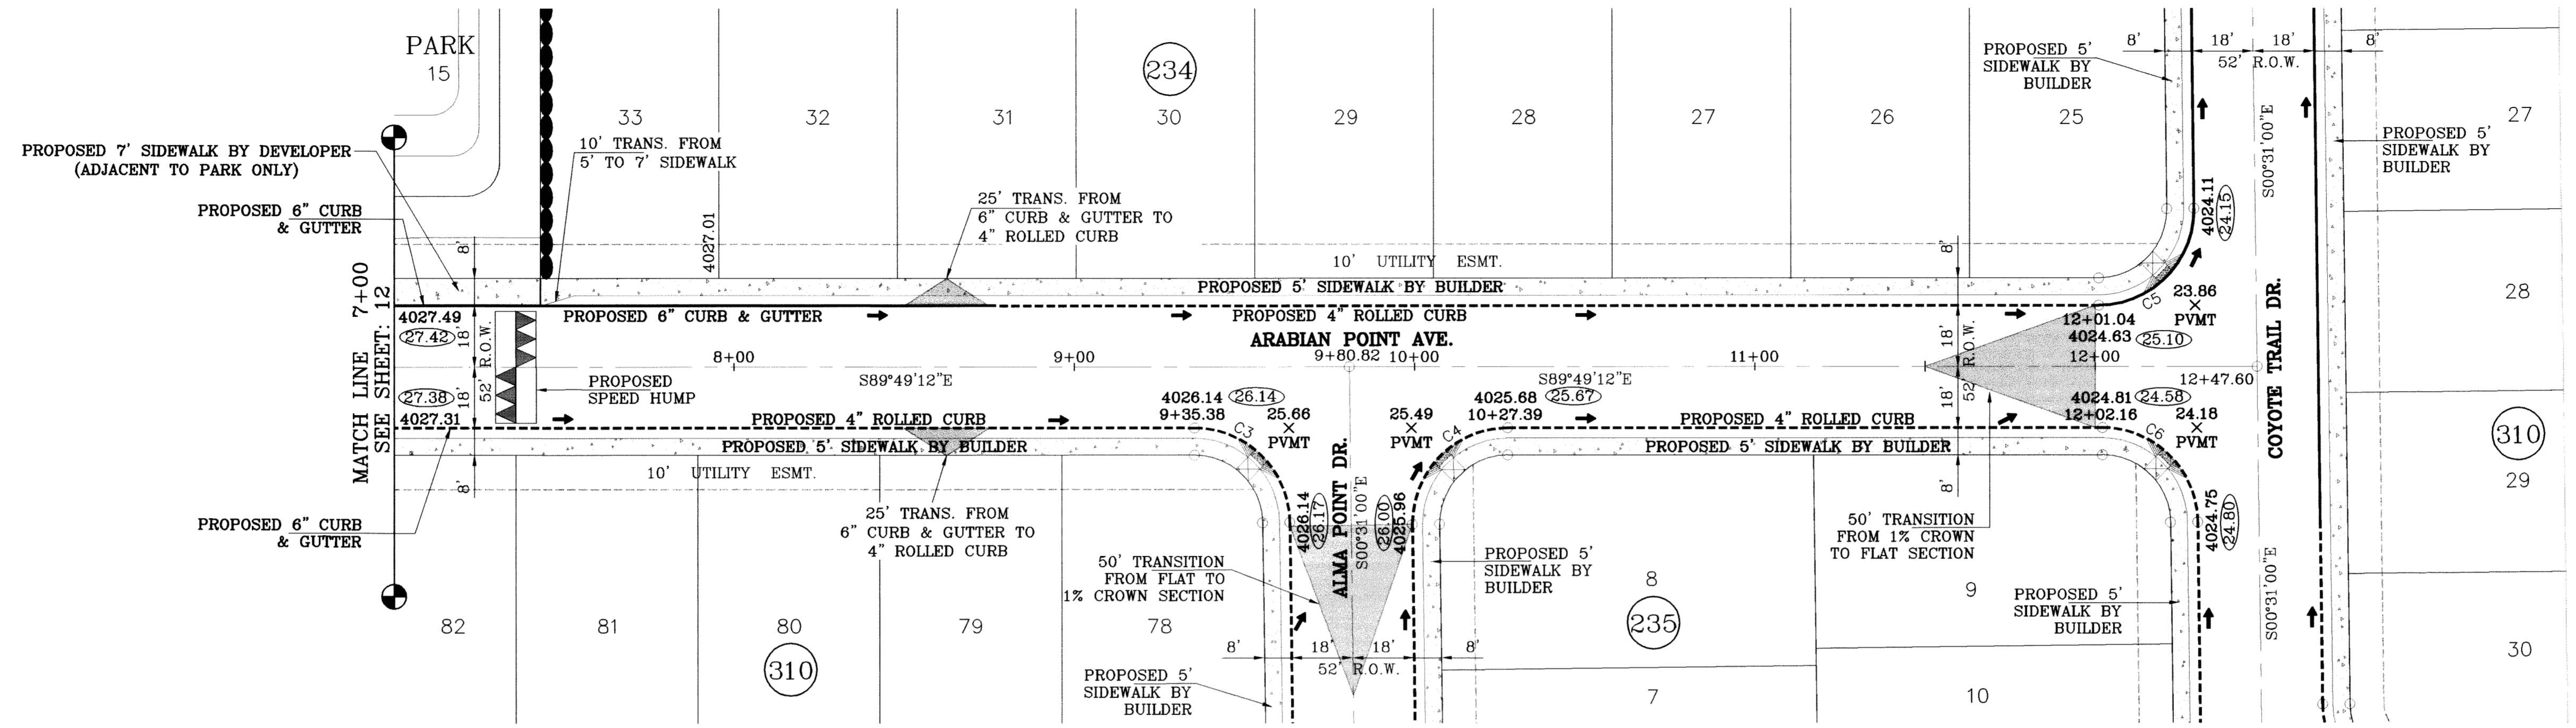 PARK
15
PROPOSED 7' SIDEWALK BY DEVELOPER
(ADJACENT TO PARK ONLY)
PROPOSED 6" CURB
& GUTTER
MATCH LINE 7+00
SEE SHEET: 12
PROPOSED 6" CURB
& GUTTER
33
32
31
30
29
28
27
26
25
234
10' TRANS. FROM
5' TO 7' SIDEWALK
4027.01
25' TRANS. FROM
6" CURB & GUTTER TO
4" ROLLED CURB
10' UTILITY ESMT.
PROPOSED 5' SIDEWALK BY BUILDER
8'
18'
52' R.O.W.
18'
8'
4027.49
27.42
27.38
4027.31
PROPOSED 6" CURB & GUTTER
PROPOSED 4" ROLLED CURB
ARABIAN POINT AVE.
8+00
9+00
9+80.82
10+00
11+00
12+00
12+47.60
S89°49'12"E
S89°49'12"E
PROPOSED
SPEED HUMP
PROPOSED 4" ROLLED CURB
PROPOSED 5' SIDEWALK BY BUILDER
10' UTILITY ESMT.
25' TRANS. FROM
6" CURB & GUTTER TO
4" ROLLED CURB
4026.14
26.14
9+35.38
C3
25.66
PVMT
25.49
PVMT
4025.68
25.67
10+27.39
C4
PROPOSED 4" ROLLED CURB
PROPOSED 5' SIDEWALK BY BUILDER
4026.14
26.17
ALMA POINT DR.
S00°31'00"E
26.00
4025.96
50' TRANSITION
FROM FLAT TO
1% CROWN SECTION
8'
18'
18'
8'
52' R.O.W.
PROPOSED 5'
SIDEWALK BY
BUILDER
PROPOSED 5'
SIDEWALK BY
BUILDER
82
81
80
79
78
310
8
235
7
9
10
50' TRANSITION
FROM 1% CROWN
TO FLAT SECTION
8'
18'
52' R.O.W.
18'
8'
12+01.04
4024.63
25.10
C5
23.86
PVMT
4024.81
24.58
12+02.16
C6
24.18
PVMT
4024.11
24.15
4024.75
24.80
PROPOSED 5'
SIDEWALK BY
BUILDER
PROPOSED 5'
SIDEWALK BY
BUILDER
8'
18'
18'
8'
52' R.O.W.
S00°31'00"E
COYOTE TRAIL DR.
S00°31'00"E
PROPOSED 5'
SIDEWALK BY
BUILDER
27
28
310
29
30